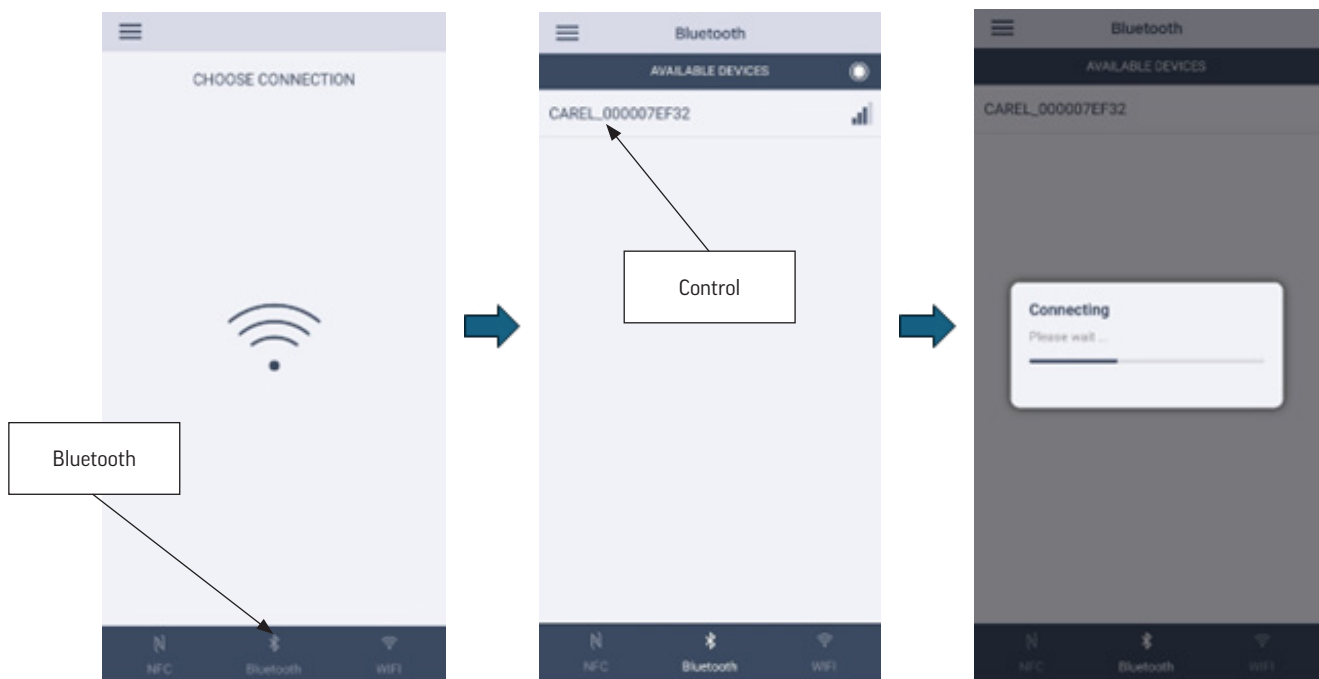 CHOOSE CONNECTION
Bluetooth
NFC Bluetooth WIFI
Bluetooth
AVAILABLE DEVICES
CAREL_000007EF32
Control
NFC Bluetooth WIFI
Bluetooth
AVAILABLE DEVICES
CAREL_000007EF32
Connecting
Please wait ...
NFC Bluetooth WIFI